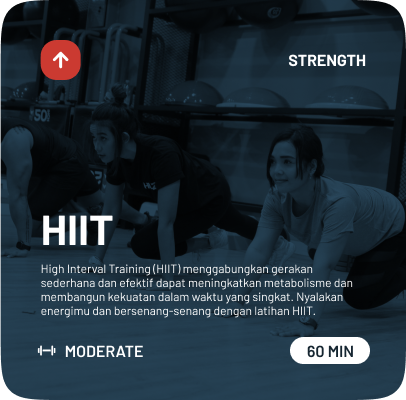 STRENGTH
HIIT
High Interval Training (HIIT) menggabungkan gerakan
sederhana dan efektif dapat meningkatkan metabolisme dan
membangun kekuatan dalam waktu yang singkat. Nyalakan
energimu dan bersenang-senang dengan latihan HIIT.
MODERATE
60 MIN